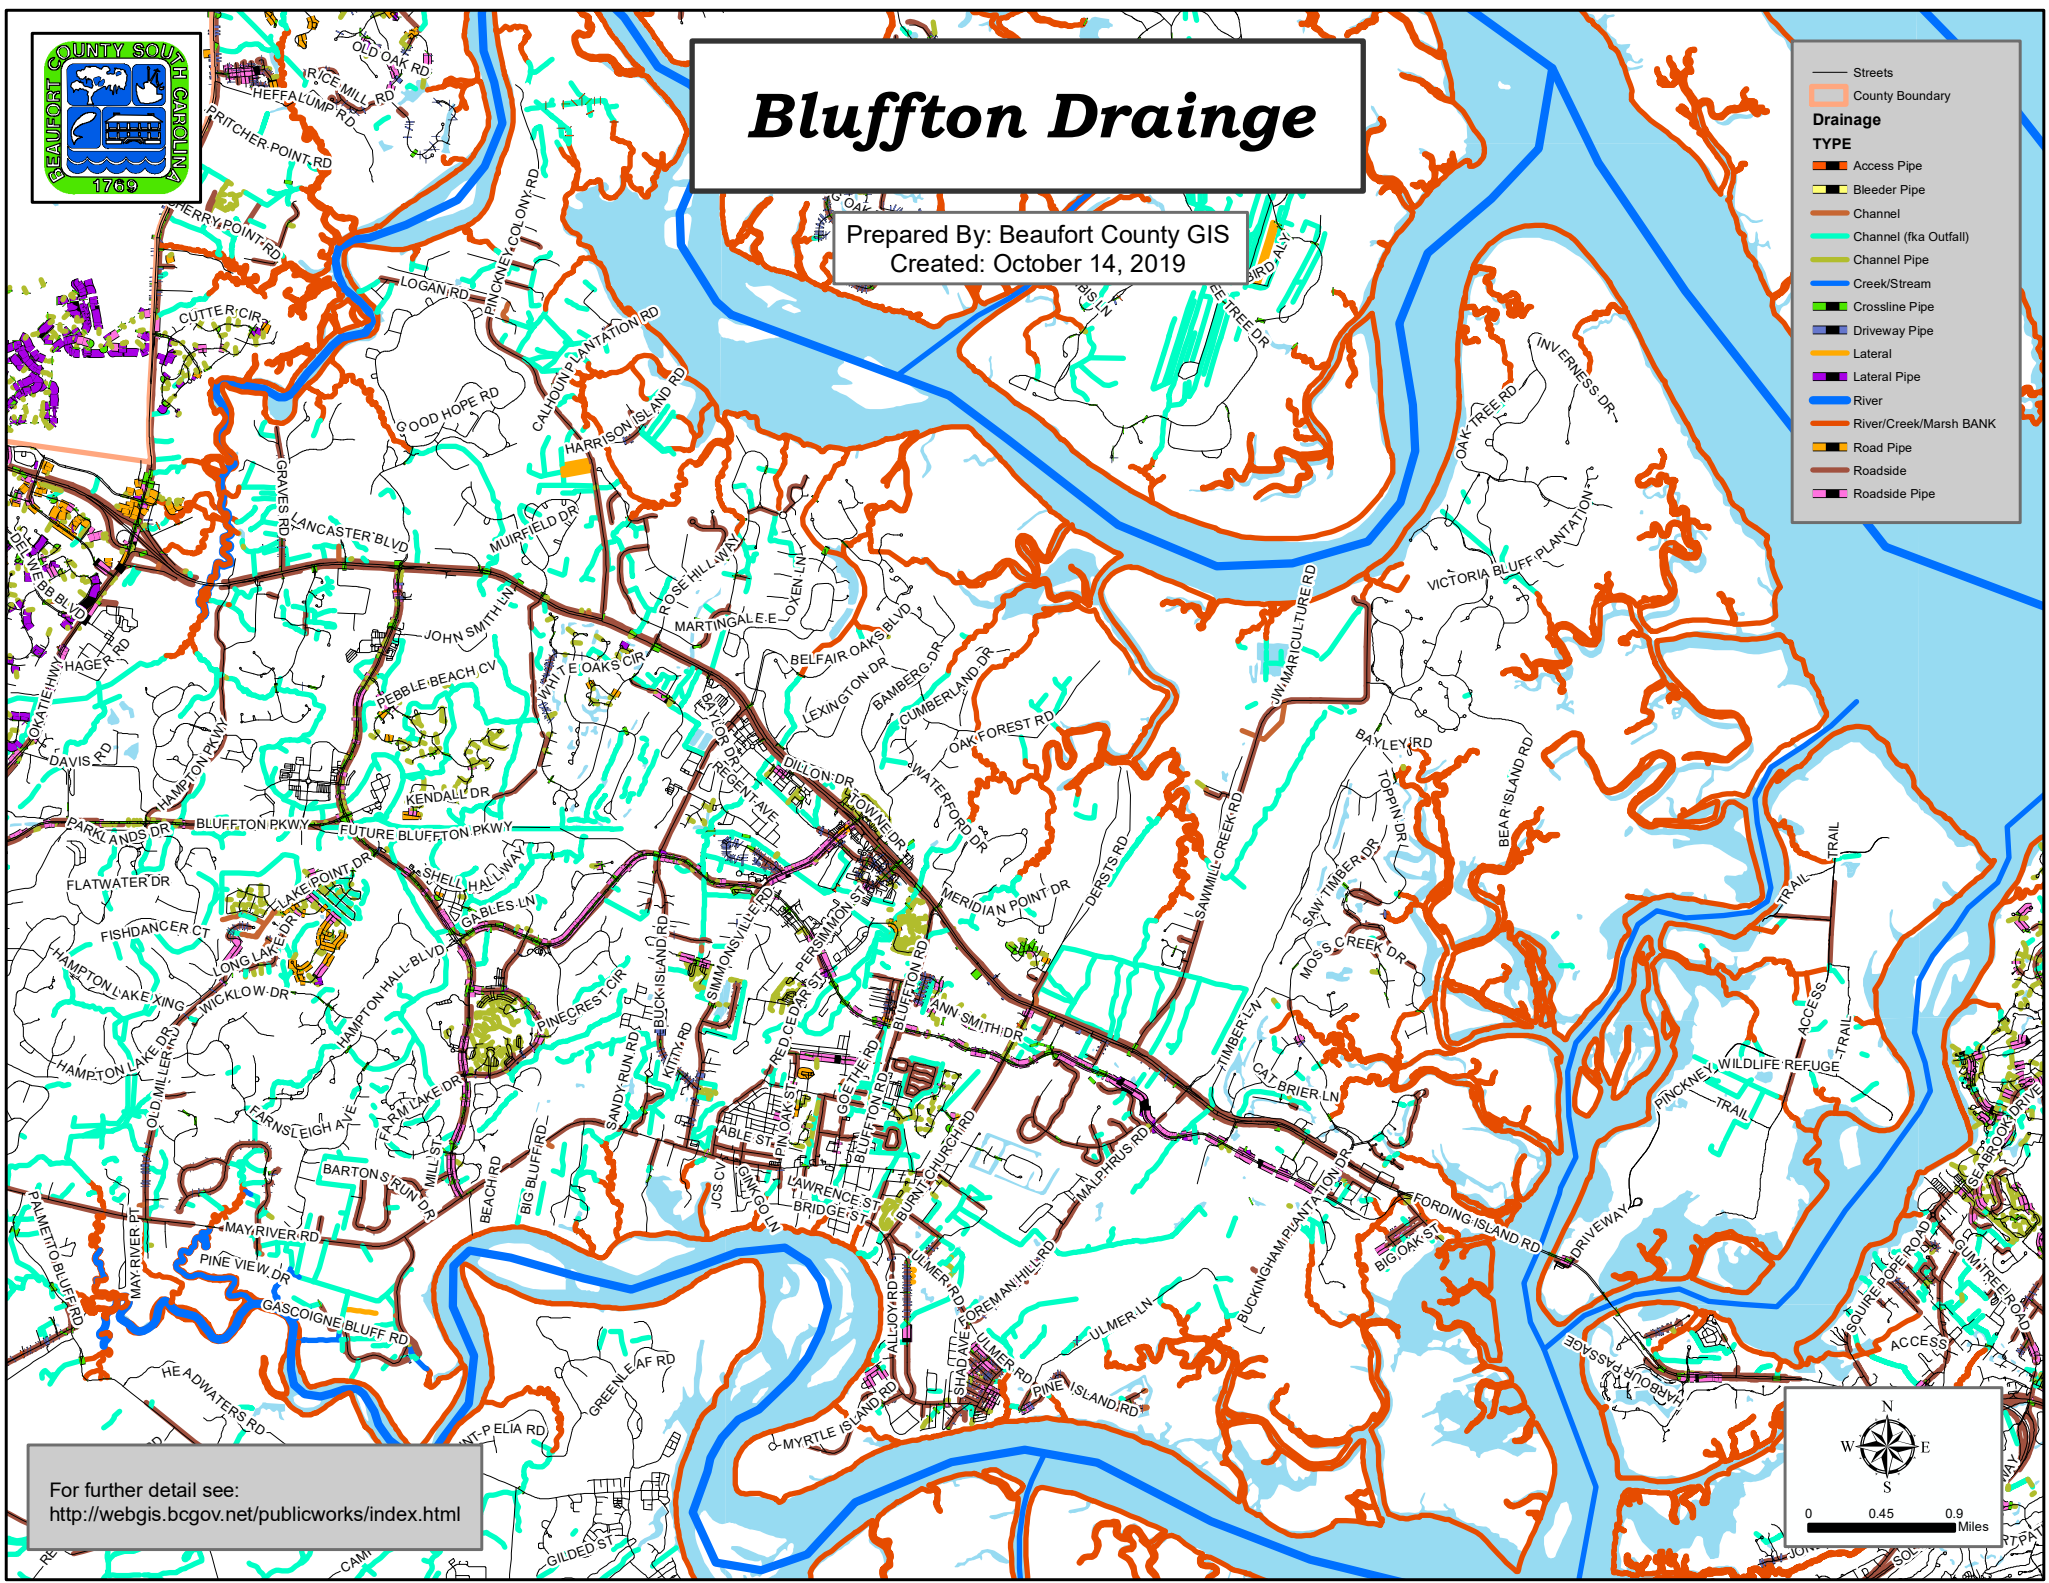 BEAUFORT COUNTY SOUTH CAROLINA
1769
Bluffton Drainge
Prepared By: Beaufort County GIS
Created: October 14, 2019
Streets
County Boundary
Drainage
TYPE
Access Pipe
Bleeder Pipe
Channel
Channel (fka Outfall)
Channel Pipe
Creek/Stream
Crossline Pipe
Driveway Pipe
Lateral
Lateral Pipe
River
River/Creek/Marsh BANK
Road Pipe
Roadside
Roadside Pipe
OLD OAK RD
RICE MILL RD
HEFFALUMP RD
PRITCHER POINT RD
CHERRY POINT RD
CUTTER CIR
LOGAN RD
PINCKNEY COLONY RD
CALHOUN PLANTATION RD
HARRISON ISLAND RD
GOOD HOPE RD
GRAVES RD
LANCASTER BLVD
MUIRFIELD DR
JOHN SMITH LN
ROSE HILL WAY
MARTINGALE E
OXEN LN
BELFAIR OAKS BLVD
LEXINGTON DR
BAMBERG DR
CUMBERLAND DR
OAK FOREST RD
WATERFORD DR
INVERNESS DR
OAK TREE RD
VICTORIA BLUFF PLANTATION
JW MARICULTURE RD
DEL WEBB BLVD
HAGER RD
OKATIE HWY
DAVIS RD
HAMPTON PKWY
PEBBLE BEACH CV
WHITE OAKS CIR
BAYLOR DR
REGENT AVE
DILLON DR
TOWNE DR
KENDALL DR
PARKLANDS DR
BLUFFTON PKWY
FUTURE BLUFFTON PKWY
FLATWATER DR
LAKE POINT DR
SHELL HALL WAY
GABLES LN
FISHDANCER CT
LONG LAKE DR
HAMPTON LAKE XING
WICKLOW DR
HAMPTON HALL BLVD
PINECREST CIR
BUCK ISLAND RD
SIMMONSVILLE RD
PERSIMMON ST
RED CEDAR ST
BLUFFTON RD
ANN SMITH DR
MERIDIAN POINT DR
DERSTS RD
SAWMILL CREEK RD
BAYLEY RD
TOPPIN DR
BEAR ISLAND RD
SAW TIMBER DR
MOSS CREEK DR
TIMBER LN
CAT BRIER LN
TRAIL
TRAIL
ACCESS
TRAIL
PINCKNEY WILDLIFE REFUGE
TRAIL
SEABROOK DRIVE
HAMPTON LAKE DR
OLD MILLER RD
FARNSLEIGH AVE
FARM LAKE DR
SANDY RUN RD
KITTY RD
GOETHE RD
BLUFFTON RD
ABLE ST
PIN OAK ST
BURNT CHURCH RD
MALPHRUS RD
BARTONS RUN DR
MILL ST
BEACH RD
BIG BLUFF RD
JCS CV
GINKGO LN
LAWRENCE ST
BRIDGE ST
PALMETTO BLUFF RD
MAY RIVER PT
MAY RIVER RD
PINE VIEW DR
GASCOIGNE BLUFF RD
HEADWATERS RD
GREENLEAF RD
GILDED ST
ALLJOY RD
ULMER RD
FOREMAN HILL RD
SHAD AVE
ULMER RD
ULMER LN
PINE ISLAND RD
MYRTLE ISLAND RD
BUCKINGHAM PLANTATION DR
BIG OAK ST
FORDING ISLAND RD
DRIVEWAY
HARBOUR PASSAGE
SQUIRE POPE ROAD
GUM TREE ROAD
ACCESS
For further detail see:
http://webgis.bcgov.net/publicworks/index.html
N
W
E
S
0 0.45 0.9
Miles